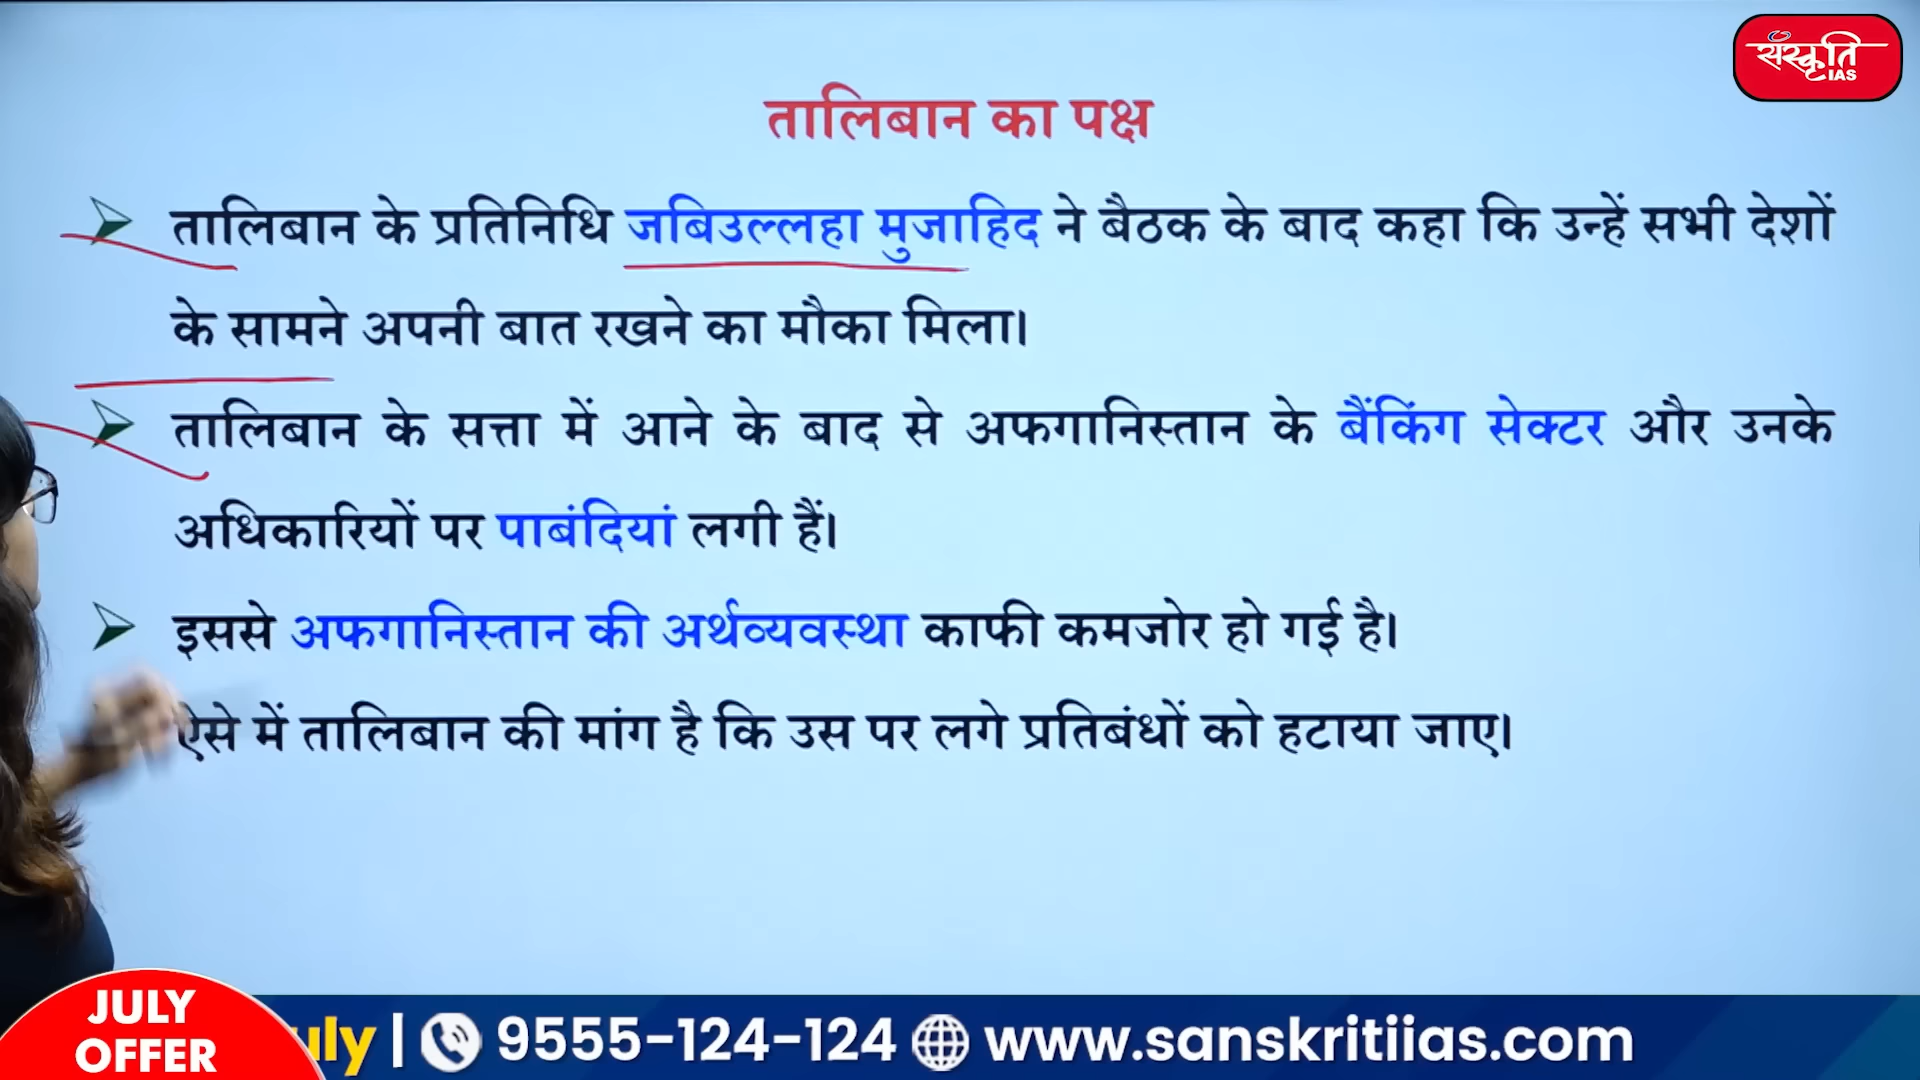 संस्कृति
IAS
तालिबान का पक्ष
तालिबान के प्रतिनिधि जबिउल्लहा मुजाहिद ने बैठक के बाद कहा कि उन्हें सभी देशों
के सामने अपनी बात रखने का मौका मिला।
तालिबान के सत्ता में आने के बाद से अफगानिस्तान के बैंकिंग सेक्टर और उनके
अधिकारियों पर पाबंदियां लगी हैं।
इससे अफगानिस्तान की अर्थव्यवस्था काफी कमजोर हो गई है।
ऐसे में तालिबान की मांग है कि उस पर लगे प्रतिबंधों को हटाया जाए।
JULY
OFFER
uly | 9555-124-124 www.sanskritiias.com